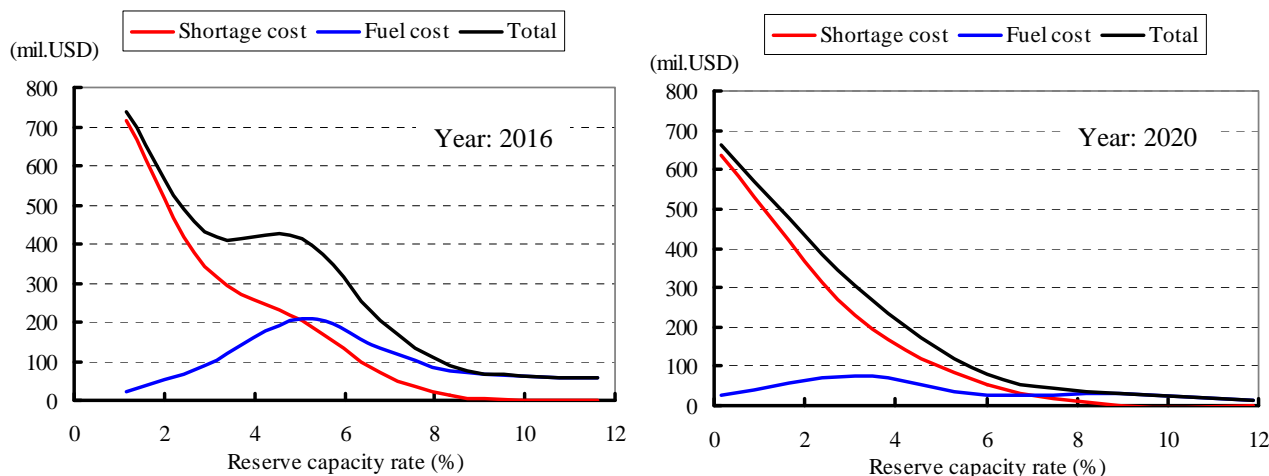 Shortage cost Fuel cost Total
(mil.USD)
800
700
600
500
400
300
200
100
0
Year: 2016
0 2 4 6 8 10 12
Reserve capacity rate (%)
Shortage cost Fuel cost Total
(mil.USD)
800
700
600
500
400
300
200
100
0
Year: 2020
0 2 4 6 8 10 12
Reserve capacity rate (%)